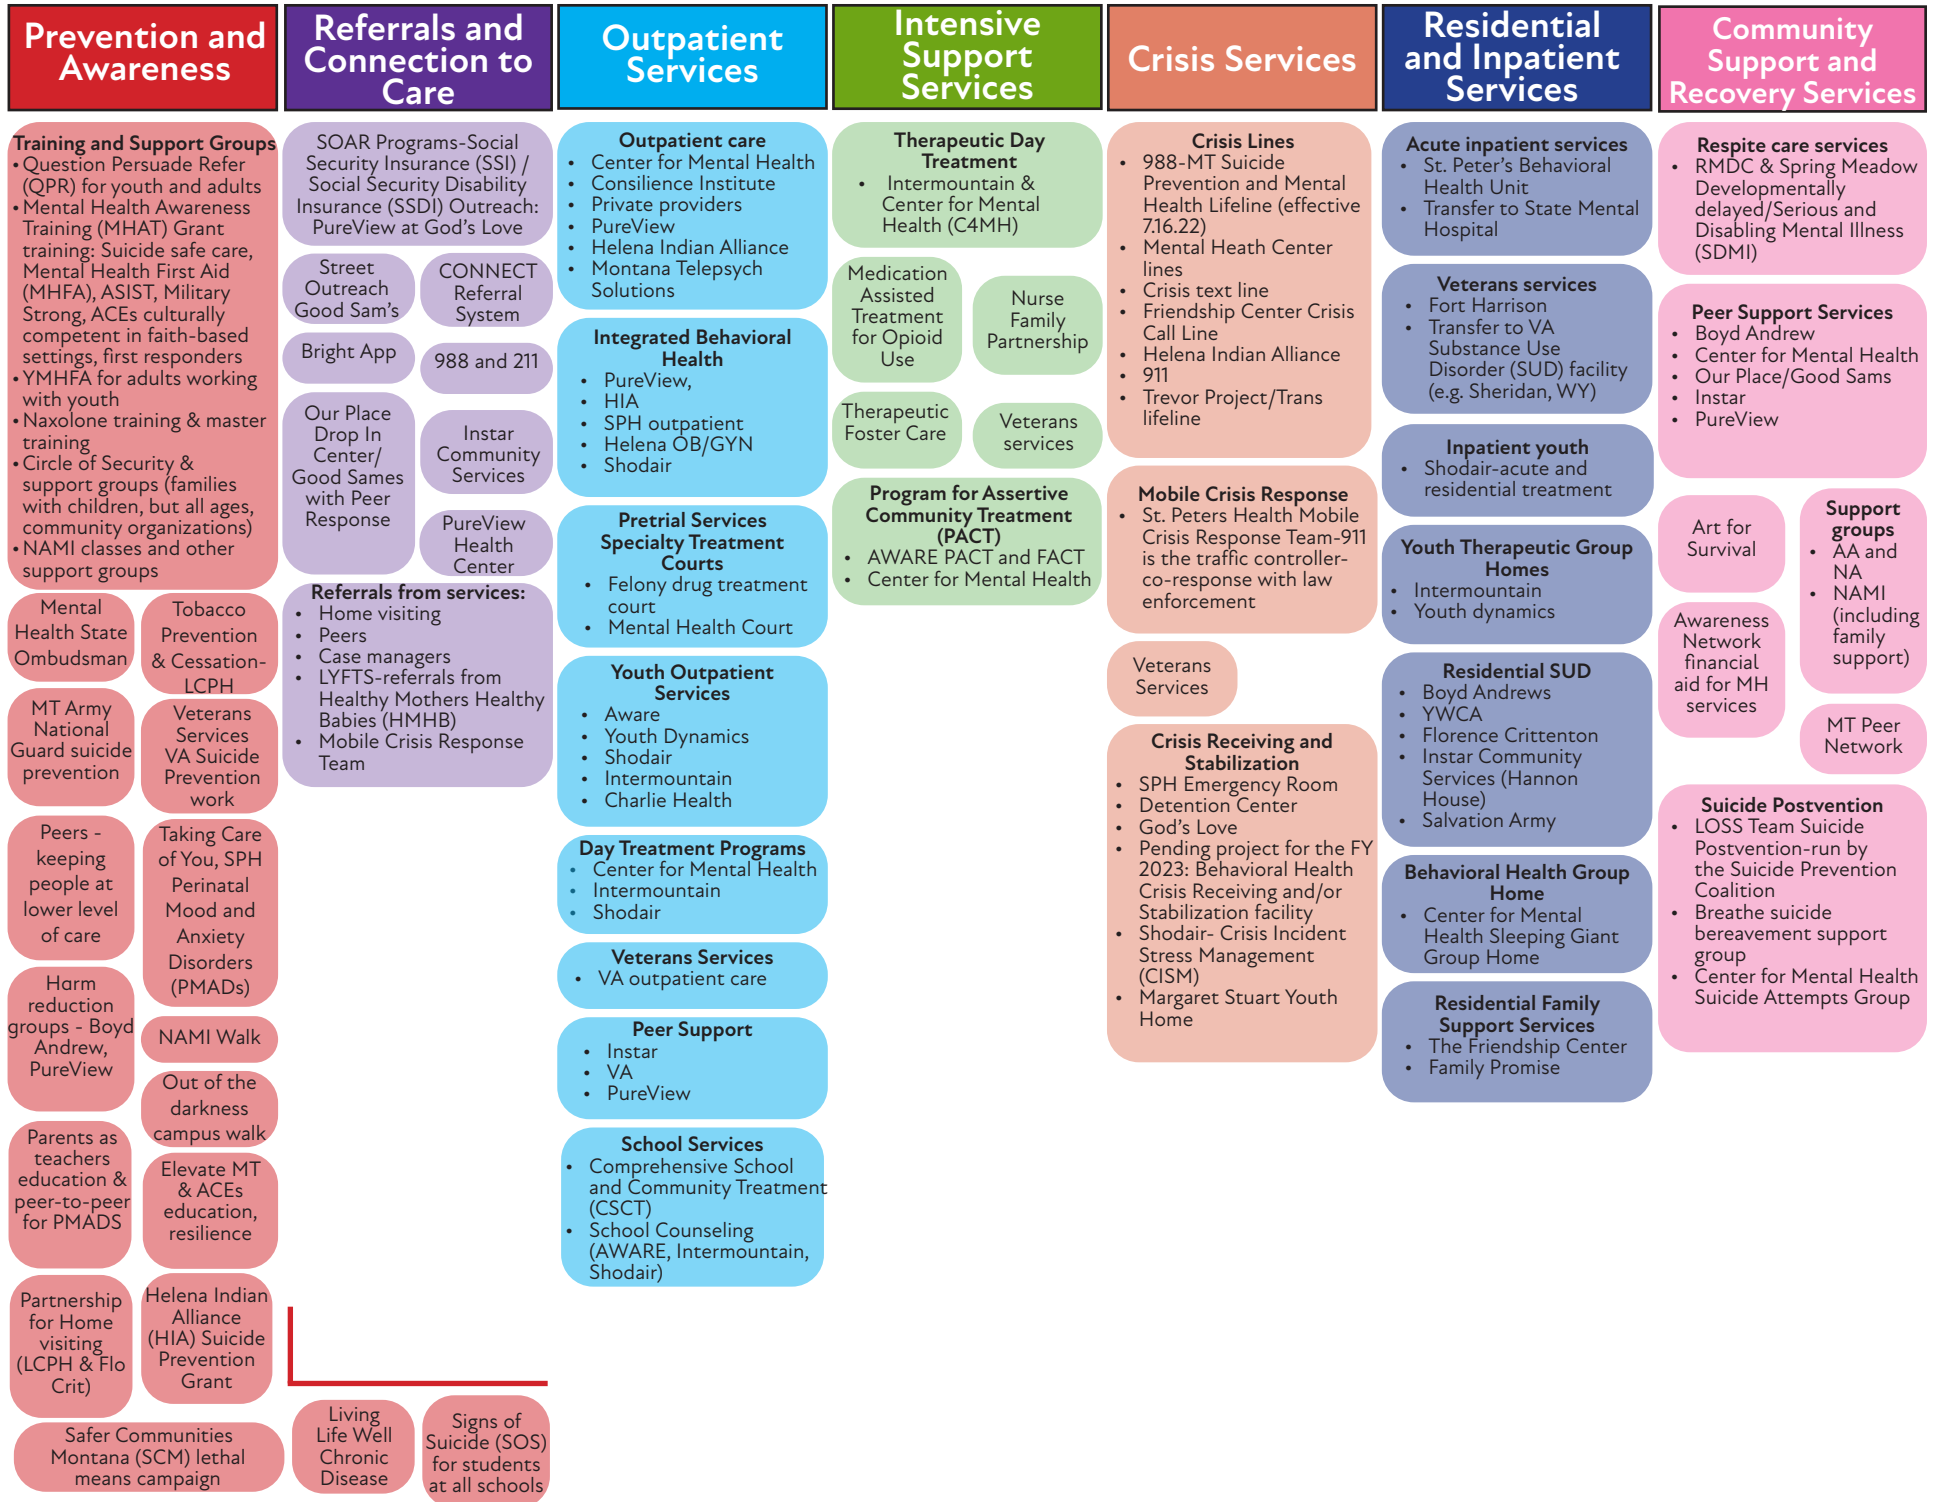 Prevention and
Awareness
Training and Support Groups
• Question Persuade Refer
(QPR) for youth and adults
• Mental Health Awareness
Training (MHAT) Grant
training: Suicide safe care,
Mental Health First Aid
(MHFA), ASIST, Military
Strong, ACEs culturally
competent in faith-based
settings, first responders
• YMHFA for adults working
with youth
• Naxolone training & master
training
• Circle of Security &
support groups (families
with children, but all ages,
community organizations)
• NAMI classes and other
support groups
Mental
Health State
Ombudsman
Tobacco
Prevention
& Cessation-
LCPH
MT Army
National
Guard suicide
prevention
Veterans
Services
VA Suicide
Prevention
work
Peers -
keeping
people at
lower level
of care
Taking Care
of You, SPH
Perinatal
Mood and
Anxiety
Disorders
(PMADs)
Harm
reduction
groups - Boyd
Andrew,
PureView
NAMI Walk
Out of the
darkness
campus walk
Parents as
teachers
education &
peer-to-peer
for PMADS
Elevate MT
& ACEs
education,
resilience
Partnership
for Home
visiting
(LCPH & Flo
Crit)
Helena Indian
Alliance
(HIA) Suicide
Prevention
Grant
Safer Communities
Montana (SCM) lethal
means campaign
Living
Life Well
Chronic
Disease
Signs of
Suicide (SOS)
for students
at all schools
Referrals and
Connection to
Care
SOAR Programs-Social
Security Insurance (SSI) /
Social Security Disability
Insurance (SSDI) Outreach:
PureView at God's Love
Street
Outreach
Good Sam's
CONNECT
Referral
System
Bright App
988 and 211
Our Place
Drop In
Center/
Good Sames
with Peer
Response
Instar
Community
Services
PureView
Health
Center
Referrals from services:
• Home visiting
• Peers
• Case managers
• LYFTS-referrals from
Healthy Mothers Healthy
Babies (HMHB)
• Mobile Crisis Response
Team
Outpatient
Services
Outpatient care
• Center for Mental Health
• Consilience Institute
• Private providers
• PureView
• Helena Indian Alliance
• Montana Telepsych
Solutions
Integrated Behavioral
Health
• PureView,
• HIA
• SPH outpatient
• Helena OB/GYN
• Shodair
Pretrial Services
Specialty Treatment
Courts
• Felony drug treatment
court
• Mental Health Court
Youth Outpatient
Services
• Aware
• Youth Dynamics
• Shodair
• Intermountain
• Charlie Health
Day Treatment Programs
• Center for Mental Health
• Intermountain
• Shodair
Veterans Services
• VA outpatient care
Peer Support
• Instar
• VA
• PureView
School Services
• Comprehensive School
and Community Treatment
(CSCT)
• School Counseling
(AWARE, Intermountain,
Shodair)
Intensive
Support
Services
Therapeutic Day
Treatment
• Intermountain &
Center for Mental
Health (C4MH)
Medication
Assisted
Treatment
for Opioid
Use
Nurse
Family
Partnership
Therapeutic
Foster Care
Veterans
services
Program for Assertive
Community Treatment
(PACT)
• AWARE PACT and FACT
• Center for Mental Health
Crisis Services
Crisis Lines
• 988-MT Suicide
Prevention and Mental
Health Lifeline (effective
7.16.22)
• Mental Heath Center
lines
• Crisis text line
• Friendship Center Crisis
Call Line
• Helena Indian Alliance
• 911
• Trevor Project/Trans
lifeline
Mobile Crisis Response
• St. Peters Health Mobile
Crisis Response Team-911
is the traffic controller-
co-response with law
enforcement
Veterans
Services
Crisis Receiving and
Stabilization
• SPH Emergency Room
• Detention Center
• God's Love
• Pending project for the FY
2023: Behavioral Health
Crisis Receiving and/or
Stabilization facility
• Shodair- Crisis Incident
Stress Management
(CISM)
• Margaret Stuart Youth
Home
Residential
and Inpatient
Services
Acute inpatient services
• St. Peter's Behavioral
Health Unit
• Transfer to State Mental
Hospital
Veterans services
• Fort Harrison
• Transfer to VA
Substance Use
Disorder (SUD) facility
(e.g. Sheridan, WY)
Inpatient youth
• Shodair-acute and
residential treatment
Youth Therapeutic Group
Homes
• Intermountain
• Youth dynamics
Residential SUD
• Boyd Andrews
• YWCA
• Florence Crittenton
• Instar Community
Services (Hannon
House)
• Salvation Army
Behavioral Health Group
Home
• Center for Mental
Health Sleeping Giant
Group Home
Residential Family
Support Services
• The Friendship Center
• Family Promise
Community
Support and
Recovery Services
Respite care services
• RMDC & Spring Meadow
Developmentally
delayed/Serious and
Disabling Mental Illness
(SDMI)
Peer Support Services
• Boyd Andrew
• Center for Mental Health
• Our Place/Good Sams
• Instar
• PureView
Art for
Survival
Support
groups
• AA and
NA
• NAMI
(including
family
support)
Awareness
Network
financial
aid for MH
services
MT Peer
Network
Suicide Postvention
• LOSS Team Suicide
Postvention-run by
the Suicide Prevention
Coalition
• Breathe suicide
bereavement support
group
• Center for Mental Health
Suicide Attempts Group